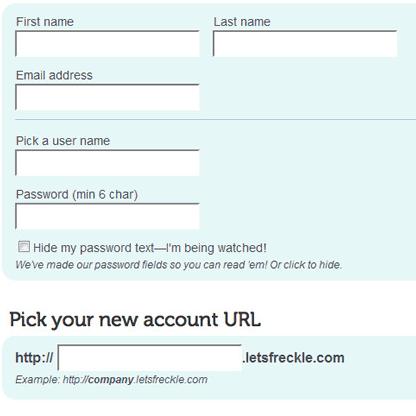 First name Last name
Email address
Pick a user name
Password (min 6 char)
Hide my password text—I'm being watched!
We've made our password fields so you can read 'em! Or click to hide.
Pick your new account URL
http:// .letsfreckle.com
Example: http://company.letsfreckle.com